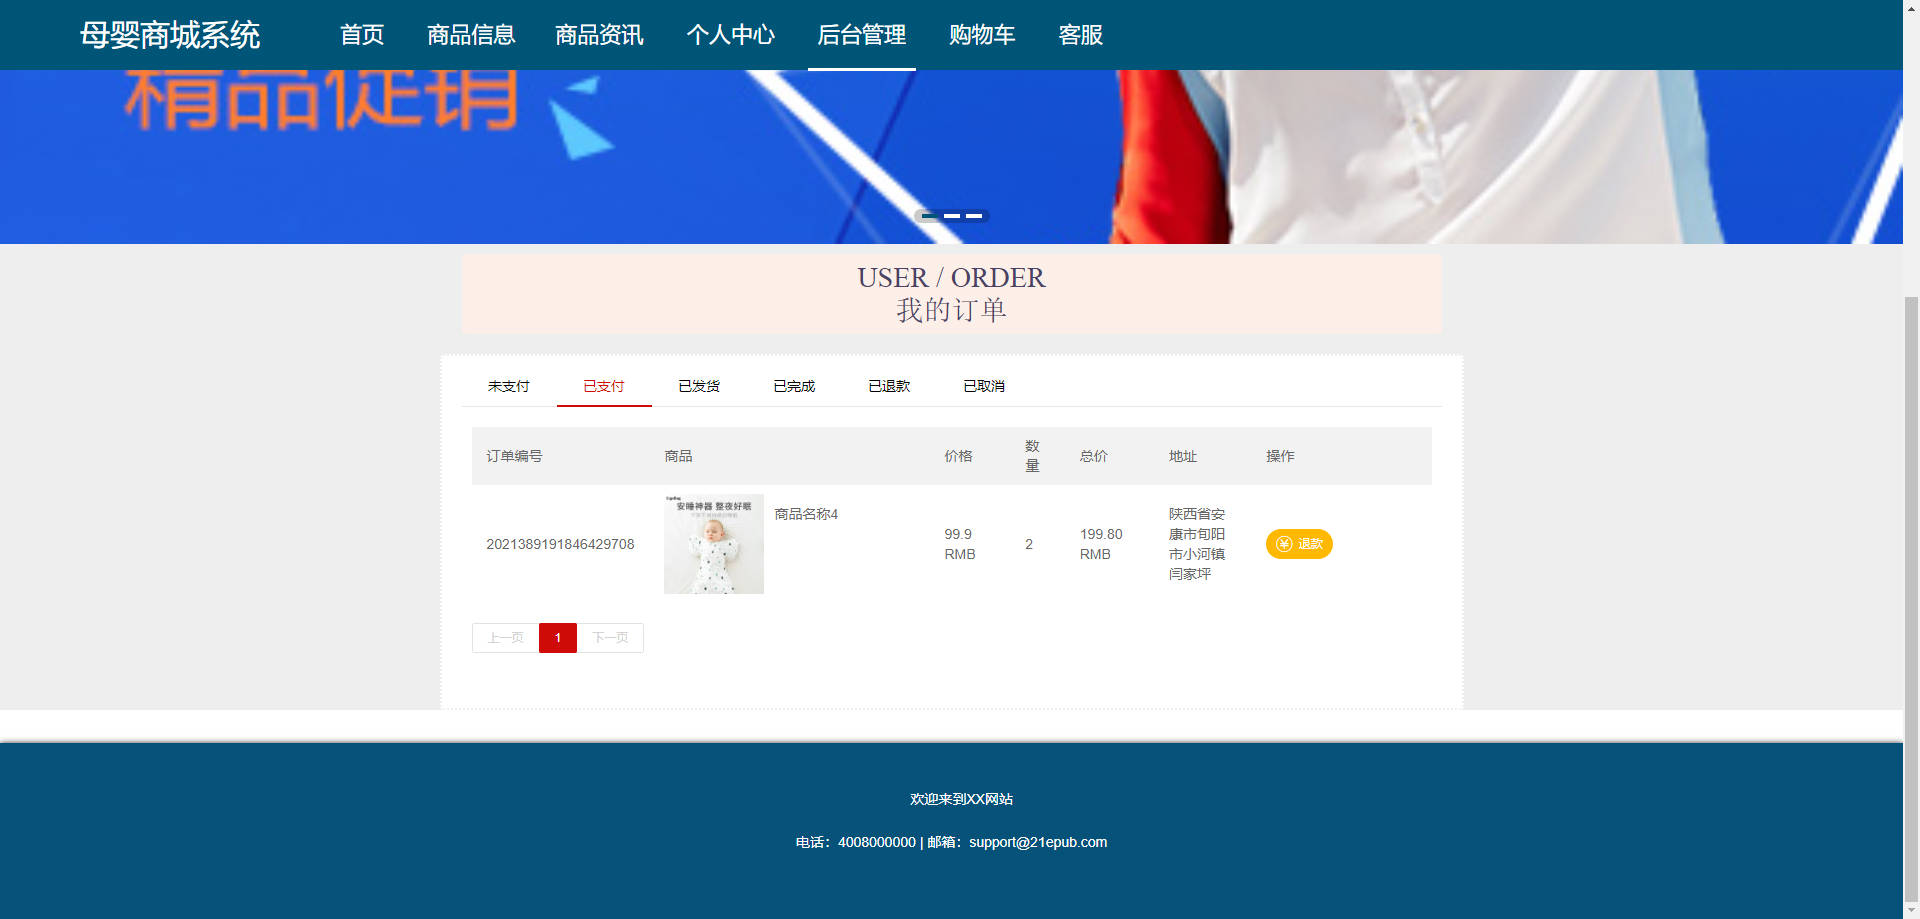 母婴商城系统 首页 商品信息 商品资讯 个人中心 后台管理 购物车 客服
精品促销
USER / ORDER
我的订单
未支付 已支付 已发货 已完成 已退款 已取消
订单编号 商品 价格 数量 总价 地址 操作
安睡神器 整夜好眠
2021389191846429708 商品名称4 99.9 RMB 2 199.80 RMB 陕西省安康市旬阳市小河镇闫家坪 退款
上一页 1 下一页
欢迎来到XX网站
电话：4008000000 | 邮箱：support@21epub.com